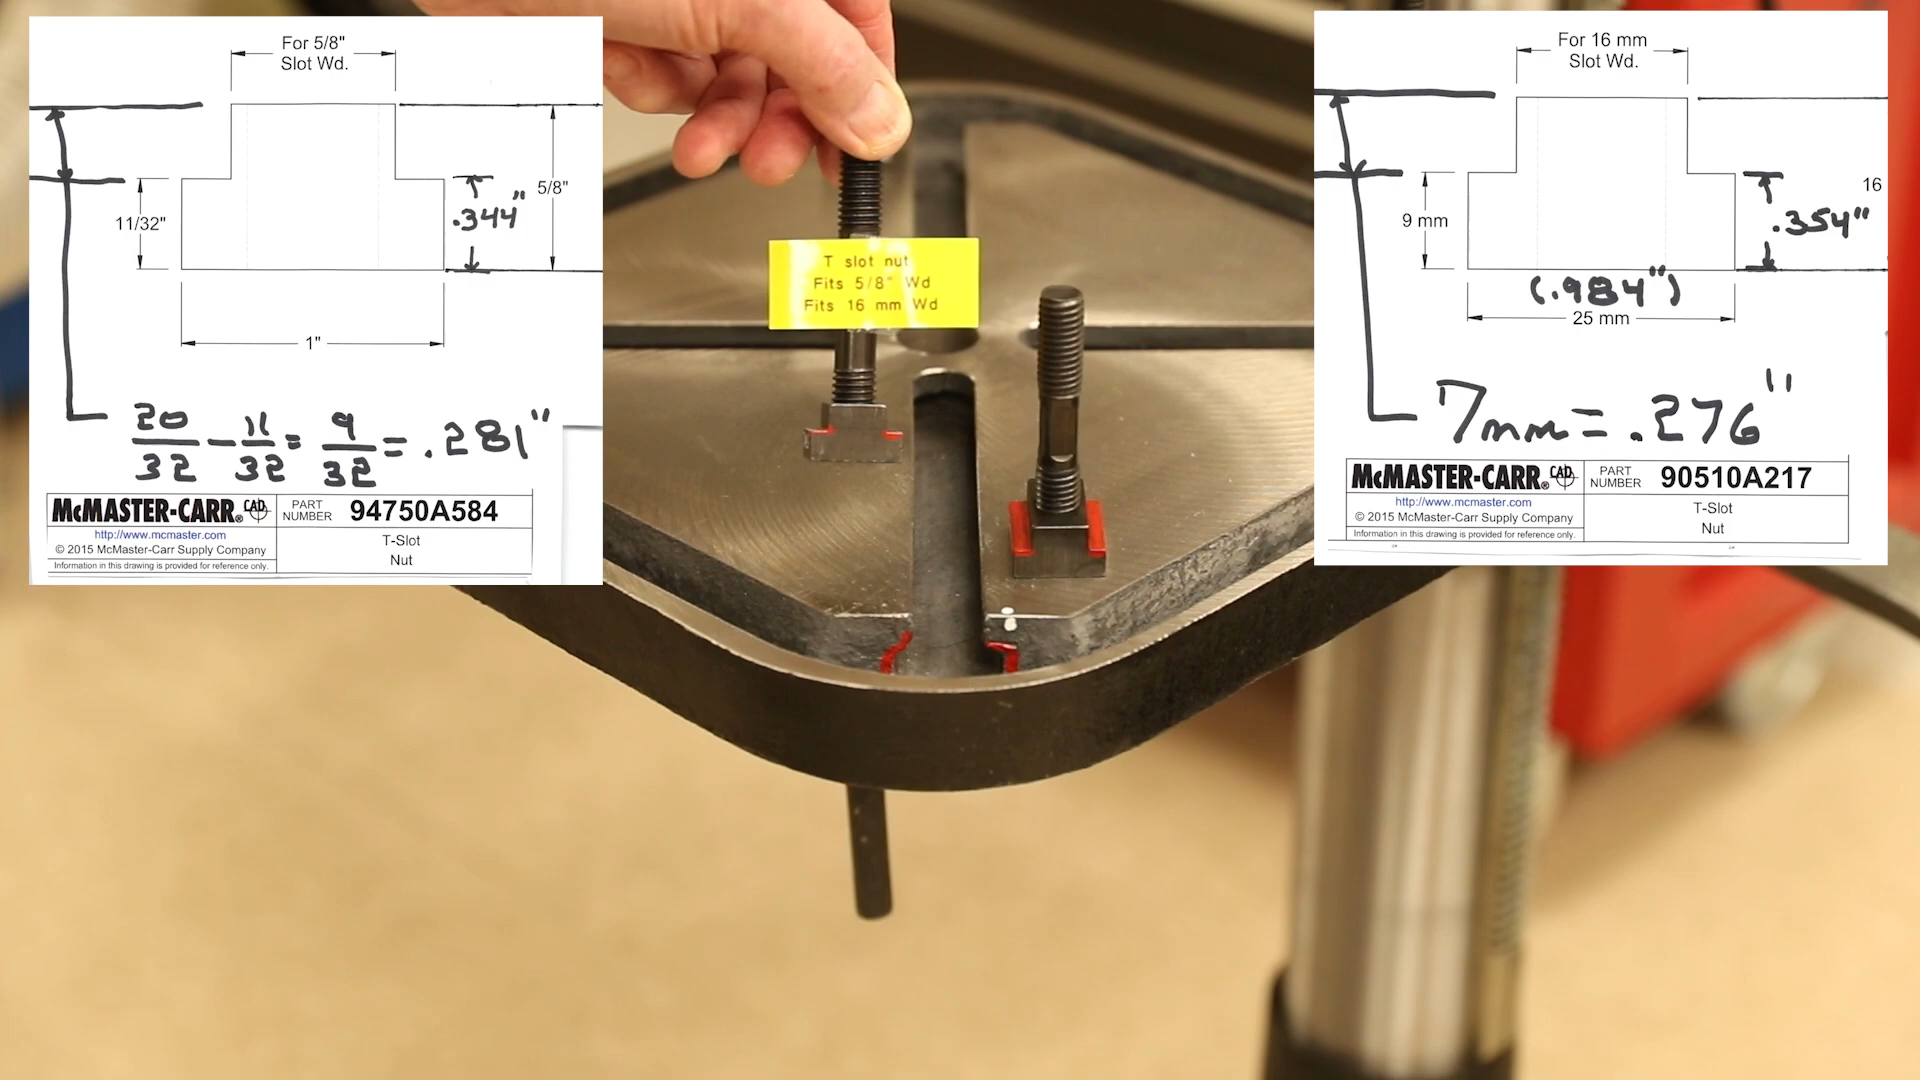 For 5/8"
Slot Wd.
11/32"
.344"
5/8"
1"
20/32 - 11/32 = 9/32 = .281"
McMASTER-CARR® CAD
http://www.mcmaster.com
© 2015 McMaster-Carr Supply Company
Information in this drawing is provided for reference only.
PART NUMBER 94750A584
T-Slot
Nut
T slot nut
Fits 5/8" Wd
Fits 16 mm Wd
For 16 mm
Slot Wd.
16
9 mm
.354"
(.984")
25 mm
7mm = .276"
McMASTER-CARR® CAD
http://www.mcmaster.com
© 2015 McMaster-Carr Supply Company
Information in this drawing is provided for reference only.
PART NUMBER 90510A217
T-Slot
Nut